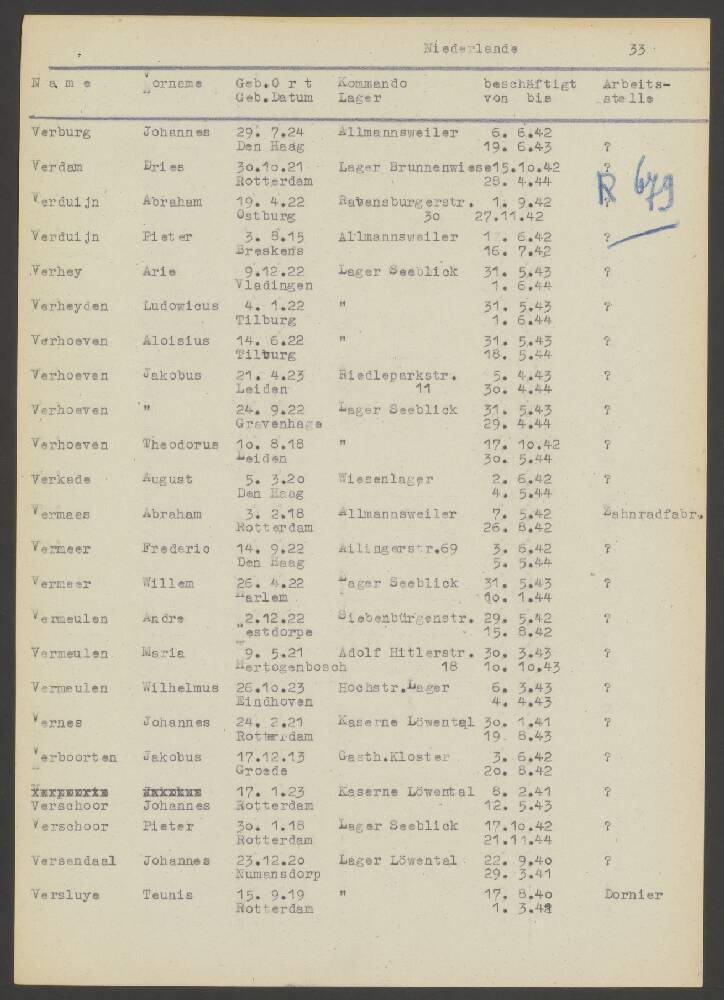 Niederlande 33
Name Vorname Geb.Ort Kommando beschäftigt Arbeits-
Geb.Datum Lager von bis stelle
Verburg Johannes 29. 7.24 Allmannsweiler 6. 6.42
Den Haag 19. 6.43 ?
Verdam Dries 30.10.21 Lager Brunnenwiese15.10.42 ?
Rotterdam 28. 4.44
R 679
Verduijn Abraham 19. 4.22 Ravensburgerstr. 1. 9.42 ?
Ostburg 30 27.11.42
Verduijn Pieter 3. 8.15 Allmannsweiler 1. 6.42 ?
Breskens 16. 7.42
Verhey Arie 9.12.22 Lager Seeblick 31. 5.43 ?
Vladingen 1. 6.44
Verheyden Ludowicus 4. 1.22 " 31. 5.43 ?
Tilburg 1. 6.44
Verhoeven Aloisius 14. 6.22 " 31. 5.43 ?
Tilburg 18. 5.44
Verhoeven Jakobus 21. 4.23 Riedleparkstr. 5. 4.43 ?
Leiden 11 30. 4.44
Verhoeven " 24. 9.22 Lager Seeblick 31. 5.43 ?
Gravenhage 29. 4.44
Verhoeven Theodorus 10. 8.18 " 17. 10.42 ?
Leiden 30. 5.44
Verkade August 5. 3.20 Wiesenlager 2. 6.42 ?
Den Haag 4. 5.44
Vermaes Abraham 3. 2.18 Allmannsweiler 7. 5.42 Zahnradfabr.
Rotterdam 26. 8.42
Vermeer Frederic 14. 9.22 Ailingerstr.69 3. 6.42 ?
Den Haag 5. 5.44
Vermeer Willem 26. 4.22 Lager Seeblick 31. 5.43 ?
Harlem 10. 1.44
Vermeulen Andre 2.12.22 Siebenbürgenstr. 29. 5.42 ?
Westdorpe 15. 8.42
Vermeulen Maria 9. 5.21 Adolf Hitlerstr. 30. 3.43 ?
Hertogenbosch 18 10. 10.43
Vermeulen Wilhelmus 26.10.23 Hochstr.Lager 6. 3.43 ?
Eindhoven 4. 4.43
Vernes Johannes 24. 2.21 Kaserne Löwental 30. 1.41 ?
Rotterdam 19. 8.43
Verboorten Jakobus 17.12.13 Gasth.Kloster 3. 6.42 ?
Groede 20. 8.42
17. 1.23 Kaserne Löwental 8. 2.41 ?
Verschoor Johannes Rotterdam 12. 5.43
Verschoor Pieter 30. 1.18 Lager Seeblick 17.10.42 ?
Rotterdam 21.11.44
Versendaal Johannes 23.12.20 Lager Löwental 22. 9.40 ?
Numansdorp 29. 3.41
Versluye Teunis 15. 9.19 " 17. 8.40 Dornier
Rotterdam 1.